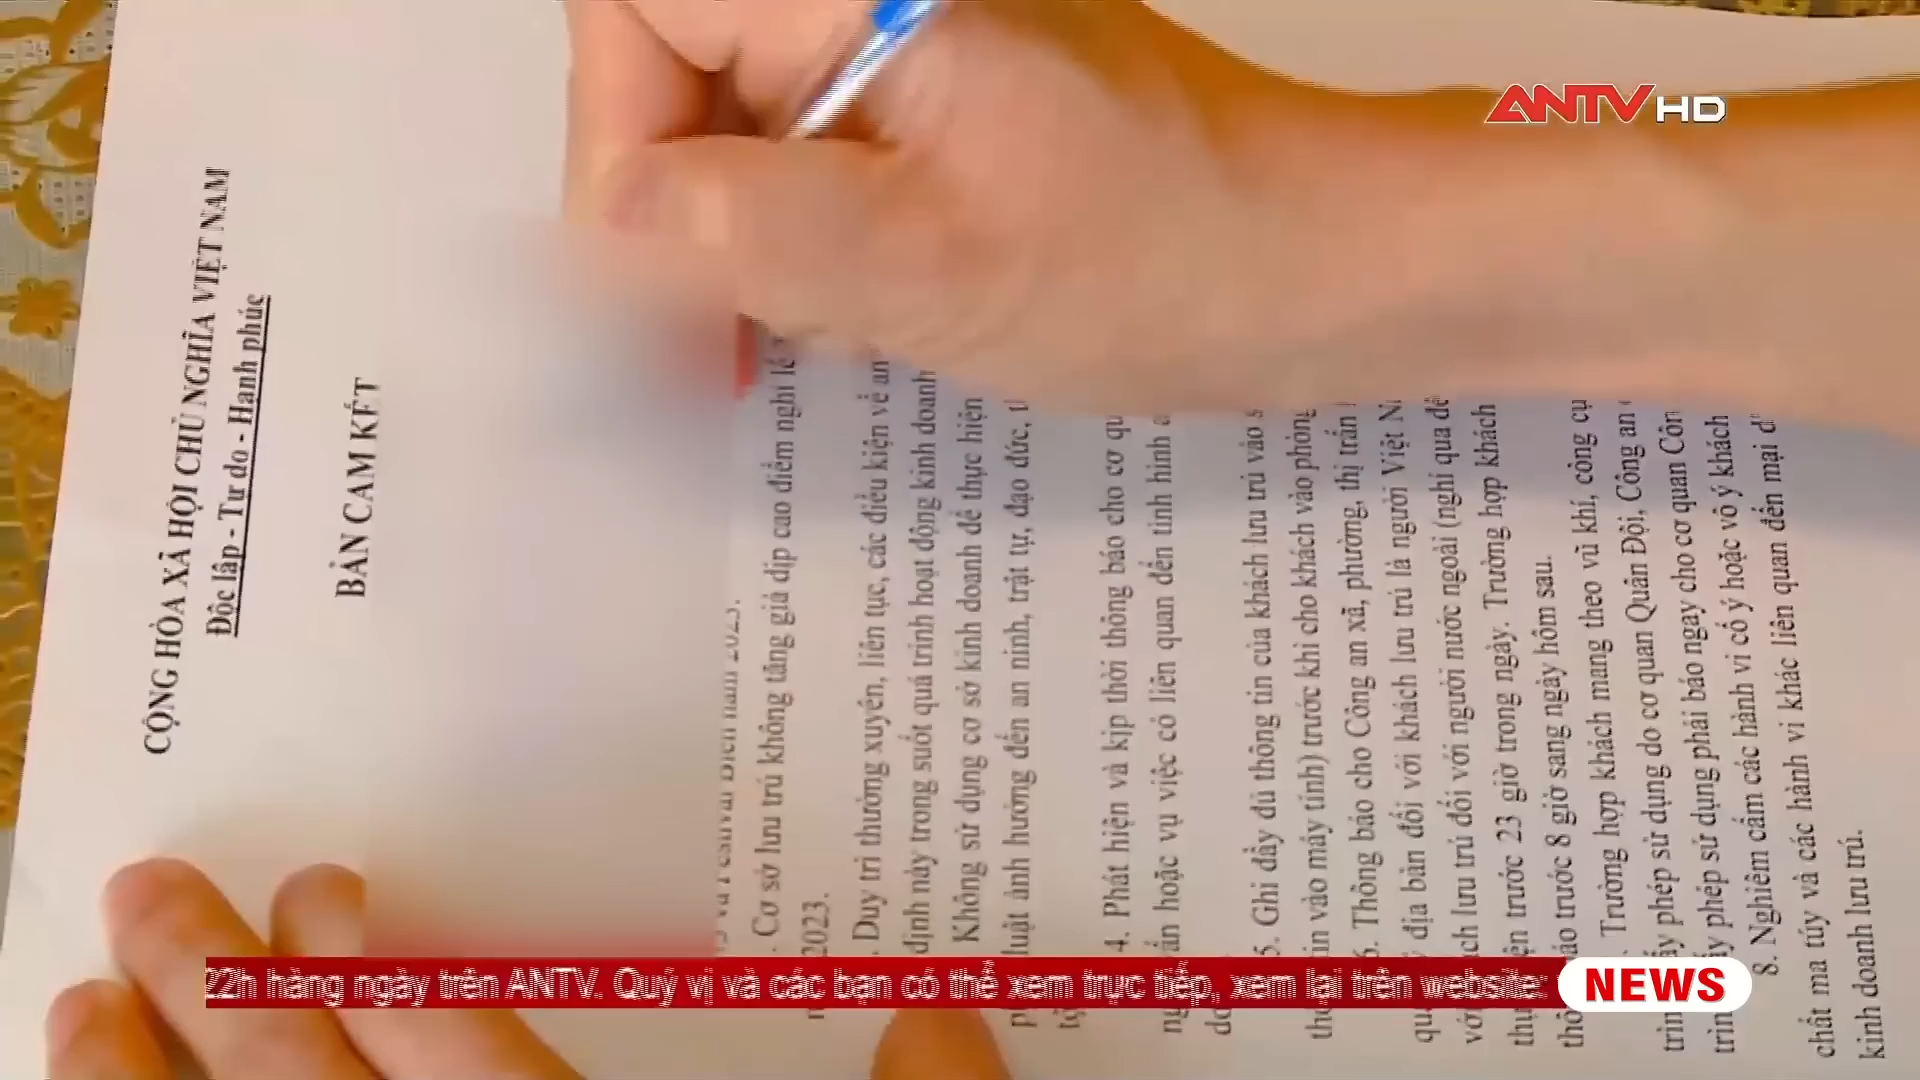 ANTV HD
CỘNG HÒA XÃ HỘI CHỦ NGHĨA VIỆT NAM
Độc lập - Tự do - Hạnh phúc
BẢN CAM KẾT
năm 2023.
. Cơ sở lưu trú không tăng giá dịp cao điểm nghỉ lễ
2023.
. Duy trì thường xuyên, liên tục, các điều kiện về an
định này trong suốt quá trình hoạt động kinh doanh
Không sử dụng cơ sở kinh doanh để thực hiện
luật ảnh hưởng đến an ninh, trật tự, đạo đức,
4. Phát hiện và kịp thời thông báo cho cơ
hoặc vụ việc có liên quan đến tình hình
5. Ghi đầy đủ thông tin của khách lưu trú vào
tin vào máy tính) trước khi cho khách vào phòng
6. Thông báo cho Công an xã, phường, thị trấn
địa bàn đối với khách lưu trú là người Việt
lưu trú đối với người nước ngoài (nghỉ qua
trước 23 giờ trong ngày. Trường hợp khách
trước 8 giờ sang ngày hôm sau.
. Trường hợp khách mang theo vũ khí, công cụ
phép sử dụng do cơ quan Quân Đội, Công an
phép sử dụng phải báo ngay cho cơ quan
8. Nghiêm cấm các hành vi cố ý hoặc vô ý khách
chất ma túy và các hành vi khác liên quan đến mại
kinh doanh lưu trú.
22h hàng ngày trên ANTV. Quý vị và các bạn có thể xem trực tiếp, xem lại trên website:
NEWS